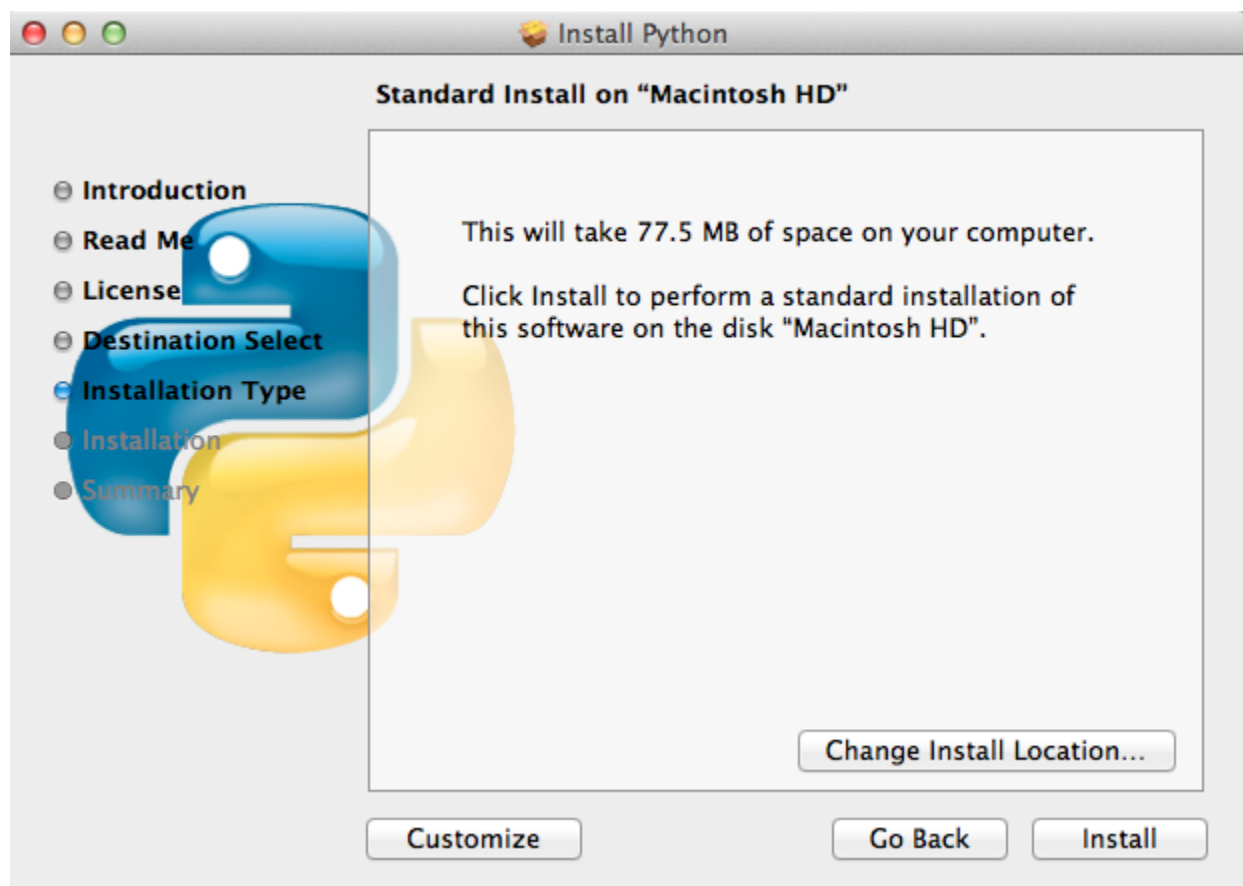 Install Python
Standard Install on “Macintosh HD”
Introduction
Read Me
License
Destination Select
Installation Type
Installation
Summary
This will take 77.5 MB of space on your computer.
Click Install to perform a standard installation of
this software on the disk “Macintosh HD”.
Change Install Location...
Customize
Go Back
Install